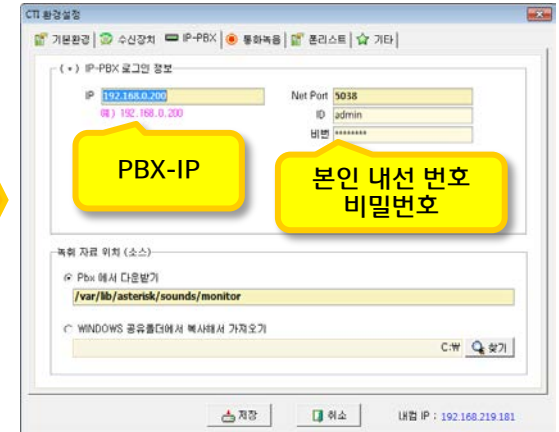 CTI 환경설정
기본환경 수신장치 IP-PBX 통화녹음 폰리스트 기타
( * ) IP-PBX 로그인 정보
IP 192.168.0.200 Net Port 5038
예) 192.168.0.200 ID admin
비번 ********
PBX-IP
본인 내선 번호
비밀번호
녹취 자료 위치 (소스)
Pbx 에서 다운받기
/var/lib/asterisk/sounds/monitor
WINDOWS 공유폴더에서 복사해서 가져오기
C:₩ 찾기
저장 취소 내컴 IP : 192.168.219.181